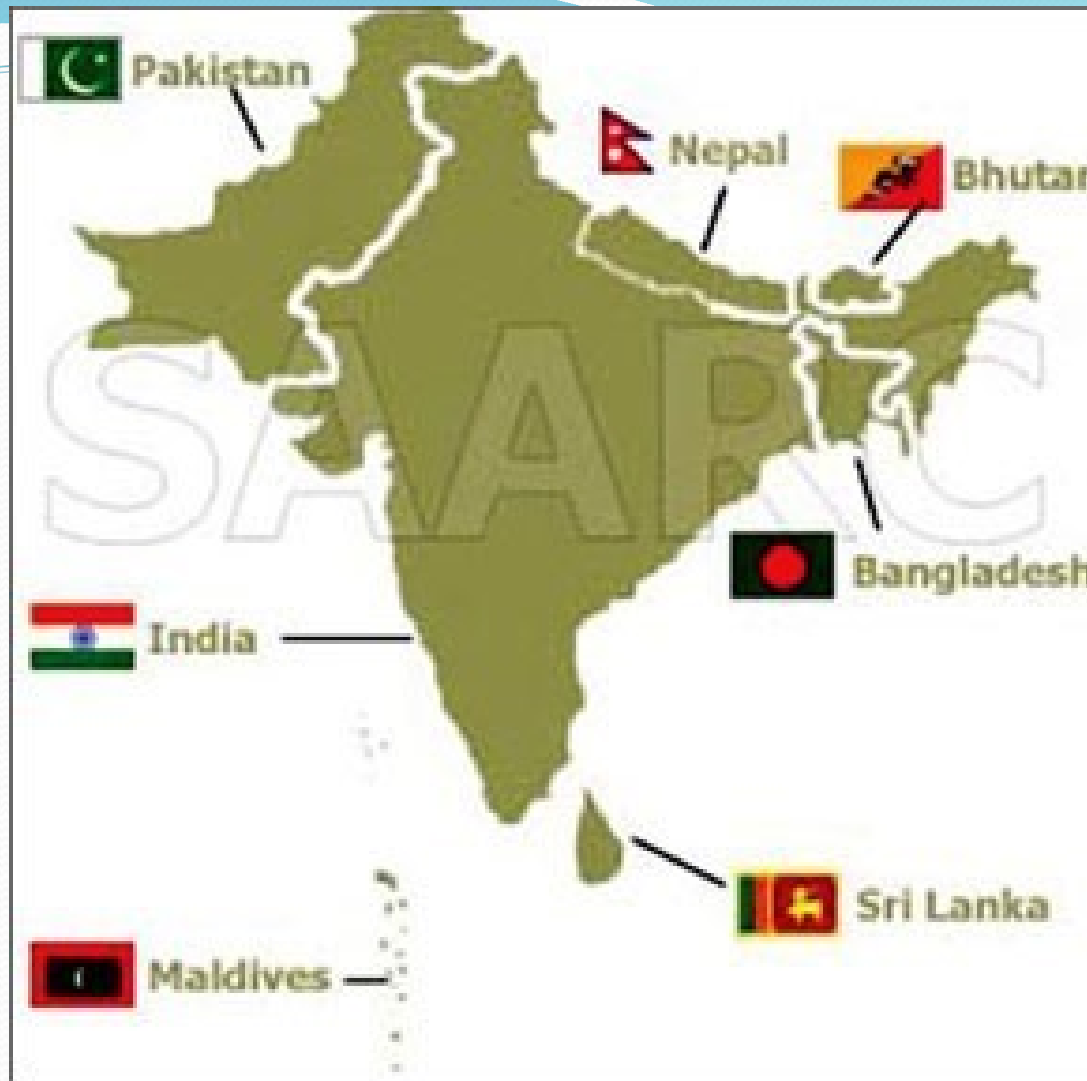 Pakistan
Nepal
Bhutan
SAARC
Bangladesh
India
Sri Lanka
Maldives